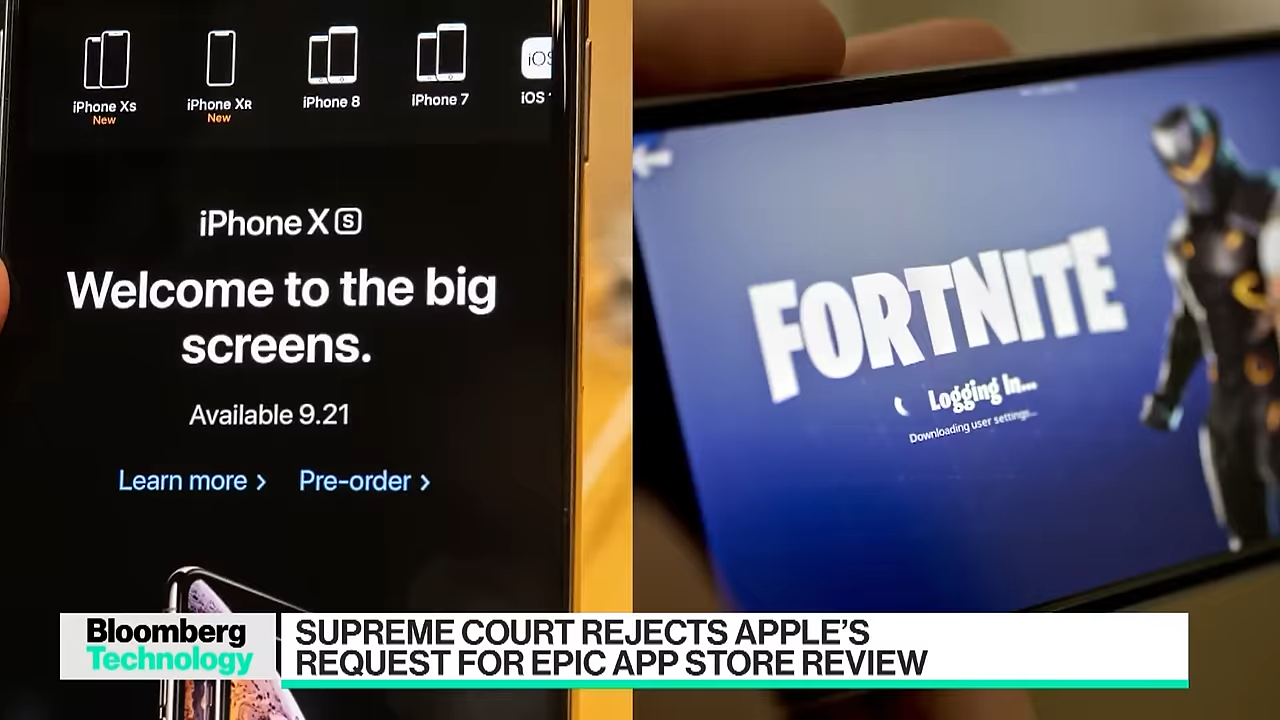 iPhone Xs
New
iPhone XR
New
iPhone 8
iPhone 7
iOS
iPhone X S
Welcome to the big
screens.
Available 9.21
Learn more >
Pre-order >
FORTNITE
Logging In...
Downloading user settings...
Bloomberg
Technology
SUPREME COURT REJECTS APPLE'S
REQUEST FOR EPIC APP STORE REVIEW